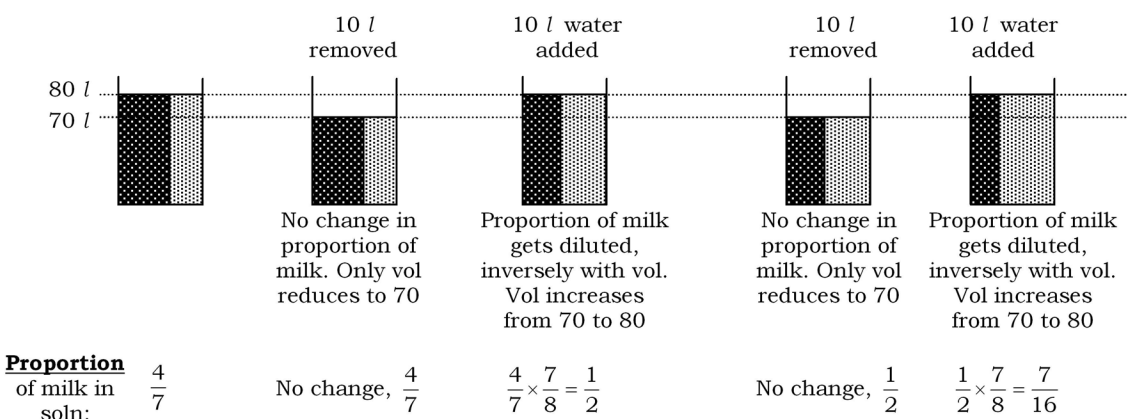 10 l removed
10 l water added
10 l removed
10 l water added
80 l
70 l
No change in proportion of milk. Only vol reduces to 70
Proportion of milk gets diluted, inversely with vol. Vol increases from 70 to 80
No change in proportion of milk. Only vol reduces to 70
Proportion of milk gets diluted, inversely with vol. Vol increases from 70 to 80
Proportion of milk in soln:
4/7
No change, 4/7
4/7 × 7/8 = 1/2
No change, 1/2
1/2 × 7/8 = 7/16